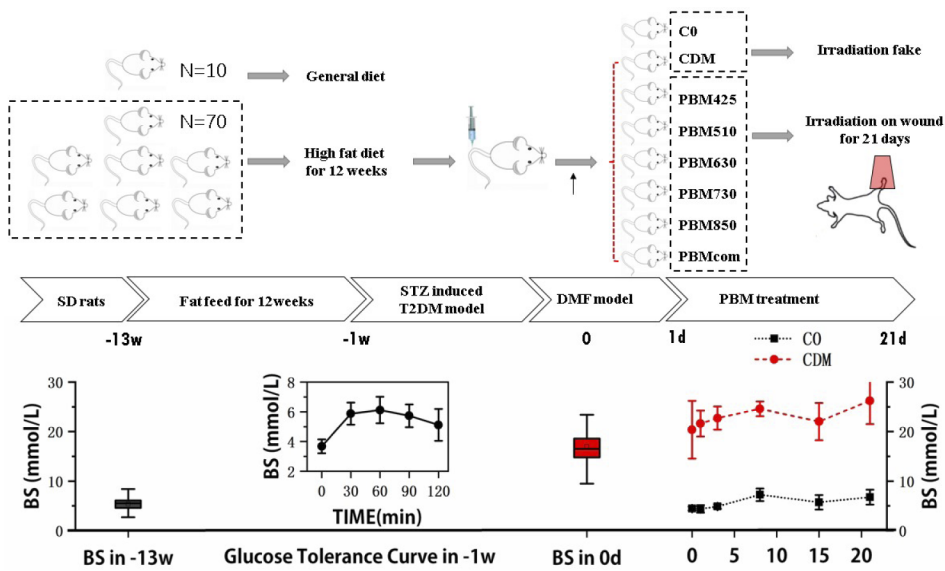 N=10
General diet
N=70
High fat diet
for 12 weeks
C0
CDM
PBM425
PBM510
PBM630
PBM730
PBM850
PBMcom
Irradiation fake
Irradiation on wound
for 21 days
SD rats
Fat feed for 12weeks
STZ induced
T2DM model
DMF model
PBM treatment
-13w
-1w
0
1d
21d
C0
CDM
BS (mmol/L)
30
20
10
5
0
BS in -13w
BS (mmol/L)
8
6
4
2
0 30 60 90 120
TIME(min)
Glucose Tolerance Curve in -1w
BS in 0d
30
20
10
5
0
BS (mmol/L)
0 5 10 15 20